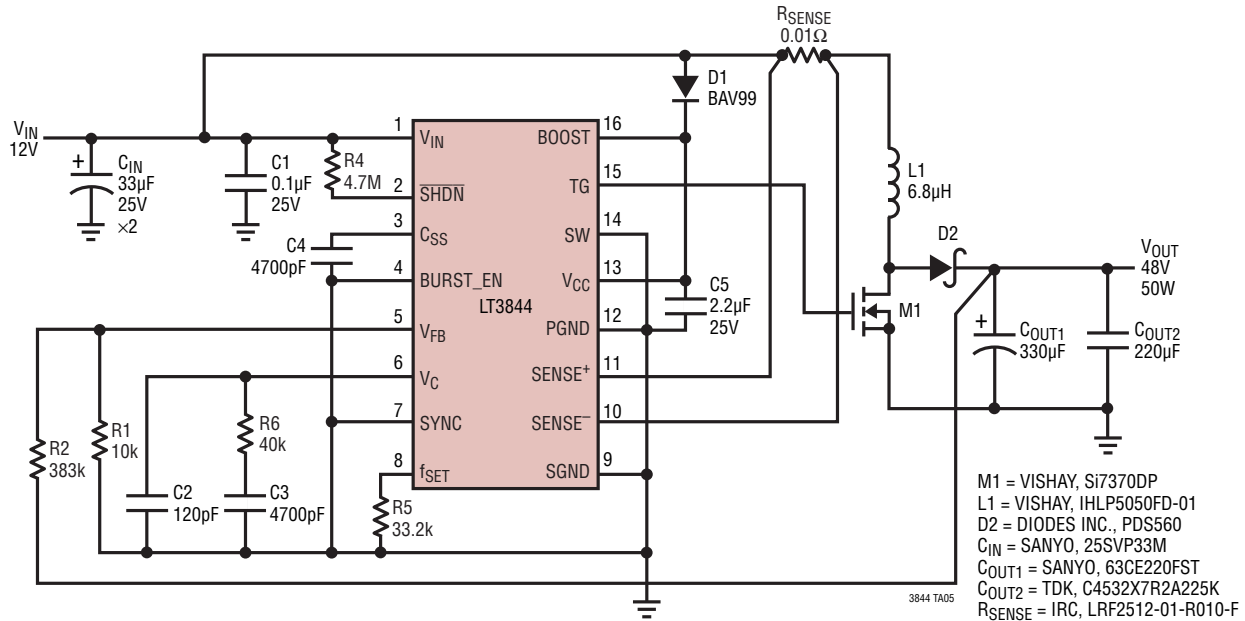 RSENSE
0.01Ω
D1
BAV99
VIN
12V
+
CIN
33µF
25V
×2
C1
0.1µF
25V
R4
4.7M
C4
4700pF
1
VIN
2
SHDN
3
CSS
4
BURST_EN
5
VFB
6
VC
7
SYNC
8
fSET
LT3844
16
BOOST
15
TG
14
SW
13
VCC
12
PGND
11
SENSE+
10
SENSE–
9
SGND
C5
2.2µF
25V
L1
6.8µH
D2
M1
VOUT
48V
50W
+
COUT1
330µF
COUT2
220µF
R2
383k
R1
10k
C2
120pF
R6
40k
C3
4700pF
R5
33.2k
M1 = VISHAY, Si7370DP
L1 = VISHAY, IHLP5050FD-01
D2 = DIODES INC., PDS560
CIN = SANYO, 25SVP33M
COUT1 = SANYO, 63CE220FST
COUT2 = TDK, C4532X7R2A225K
RSENSE = IRC, LRF2512-01-R010-F
3844 TA05